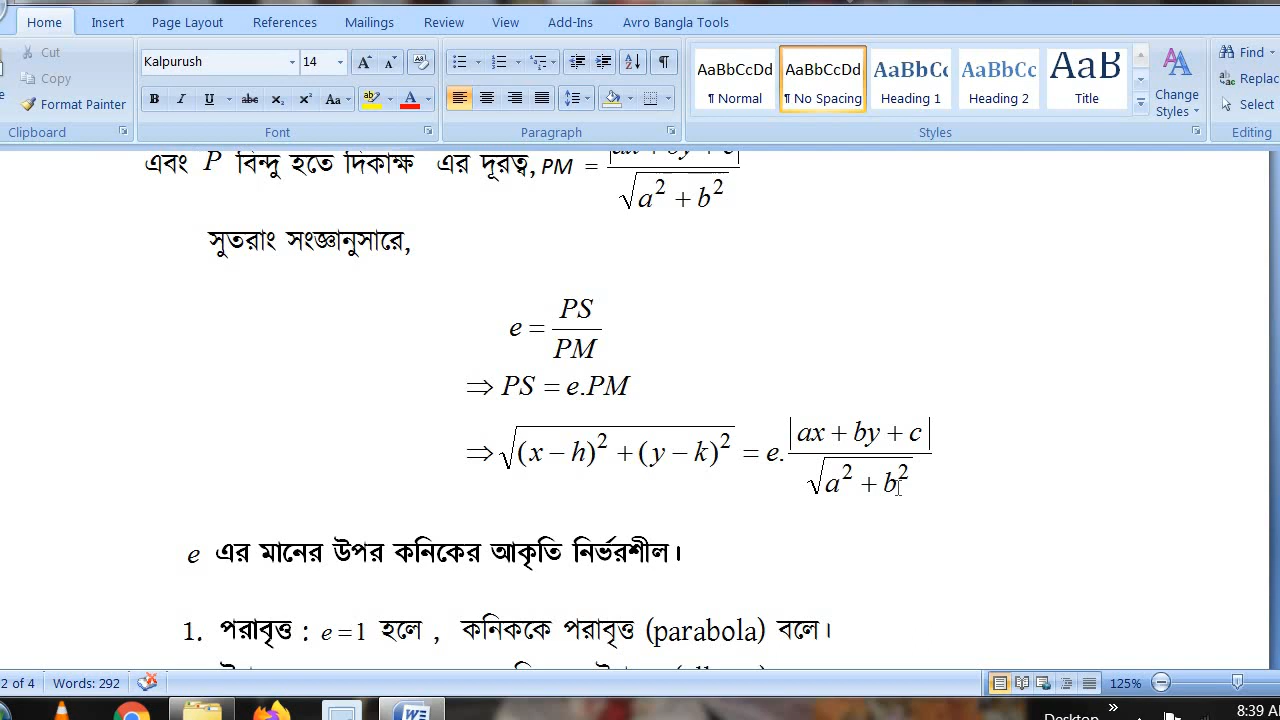 Home Insert Page Layout References Mailings Review View Add-Ins Avro Bangla Tools
Cut
Copy
Format Painter
Clipboard
Kalpurush 14
Font
Paragraph
AaBbCcDd AaBbCcDd AaBbCc AaBbCc AaB
¶ Normal ¶ No Spacing Heading 1 Heading 2 Title
Change Styles
Styles
Find
Replac
Select
Editing
এবং P বিন্দু হতে দিকাক্ষ এর দূরত্ব, PM = |ax + by + c| / √(a² + b²)
সুতরাং সংজ্ঞানুসারে,
e = PS / PM
⇒ PS = e.PM
⇒ √((x − h)² + (y − k)²) = e. |ax + by + c| / √(a² + b²)
e এর মানের উপর কনিকের আকৃতি নির্ভরশীল।
1. পরাবৃত্ত : e = 1 হলে , কনিককে পরাবৃত্ত (parabola) বলে।
2 of 4 Words: 292 125%
Desktop » 8:39 A